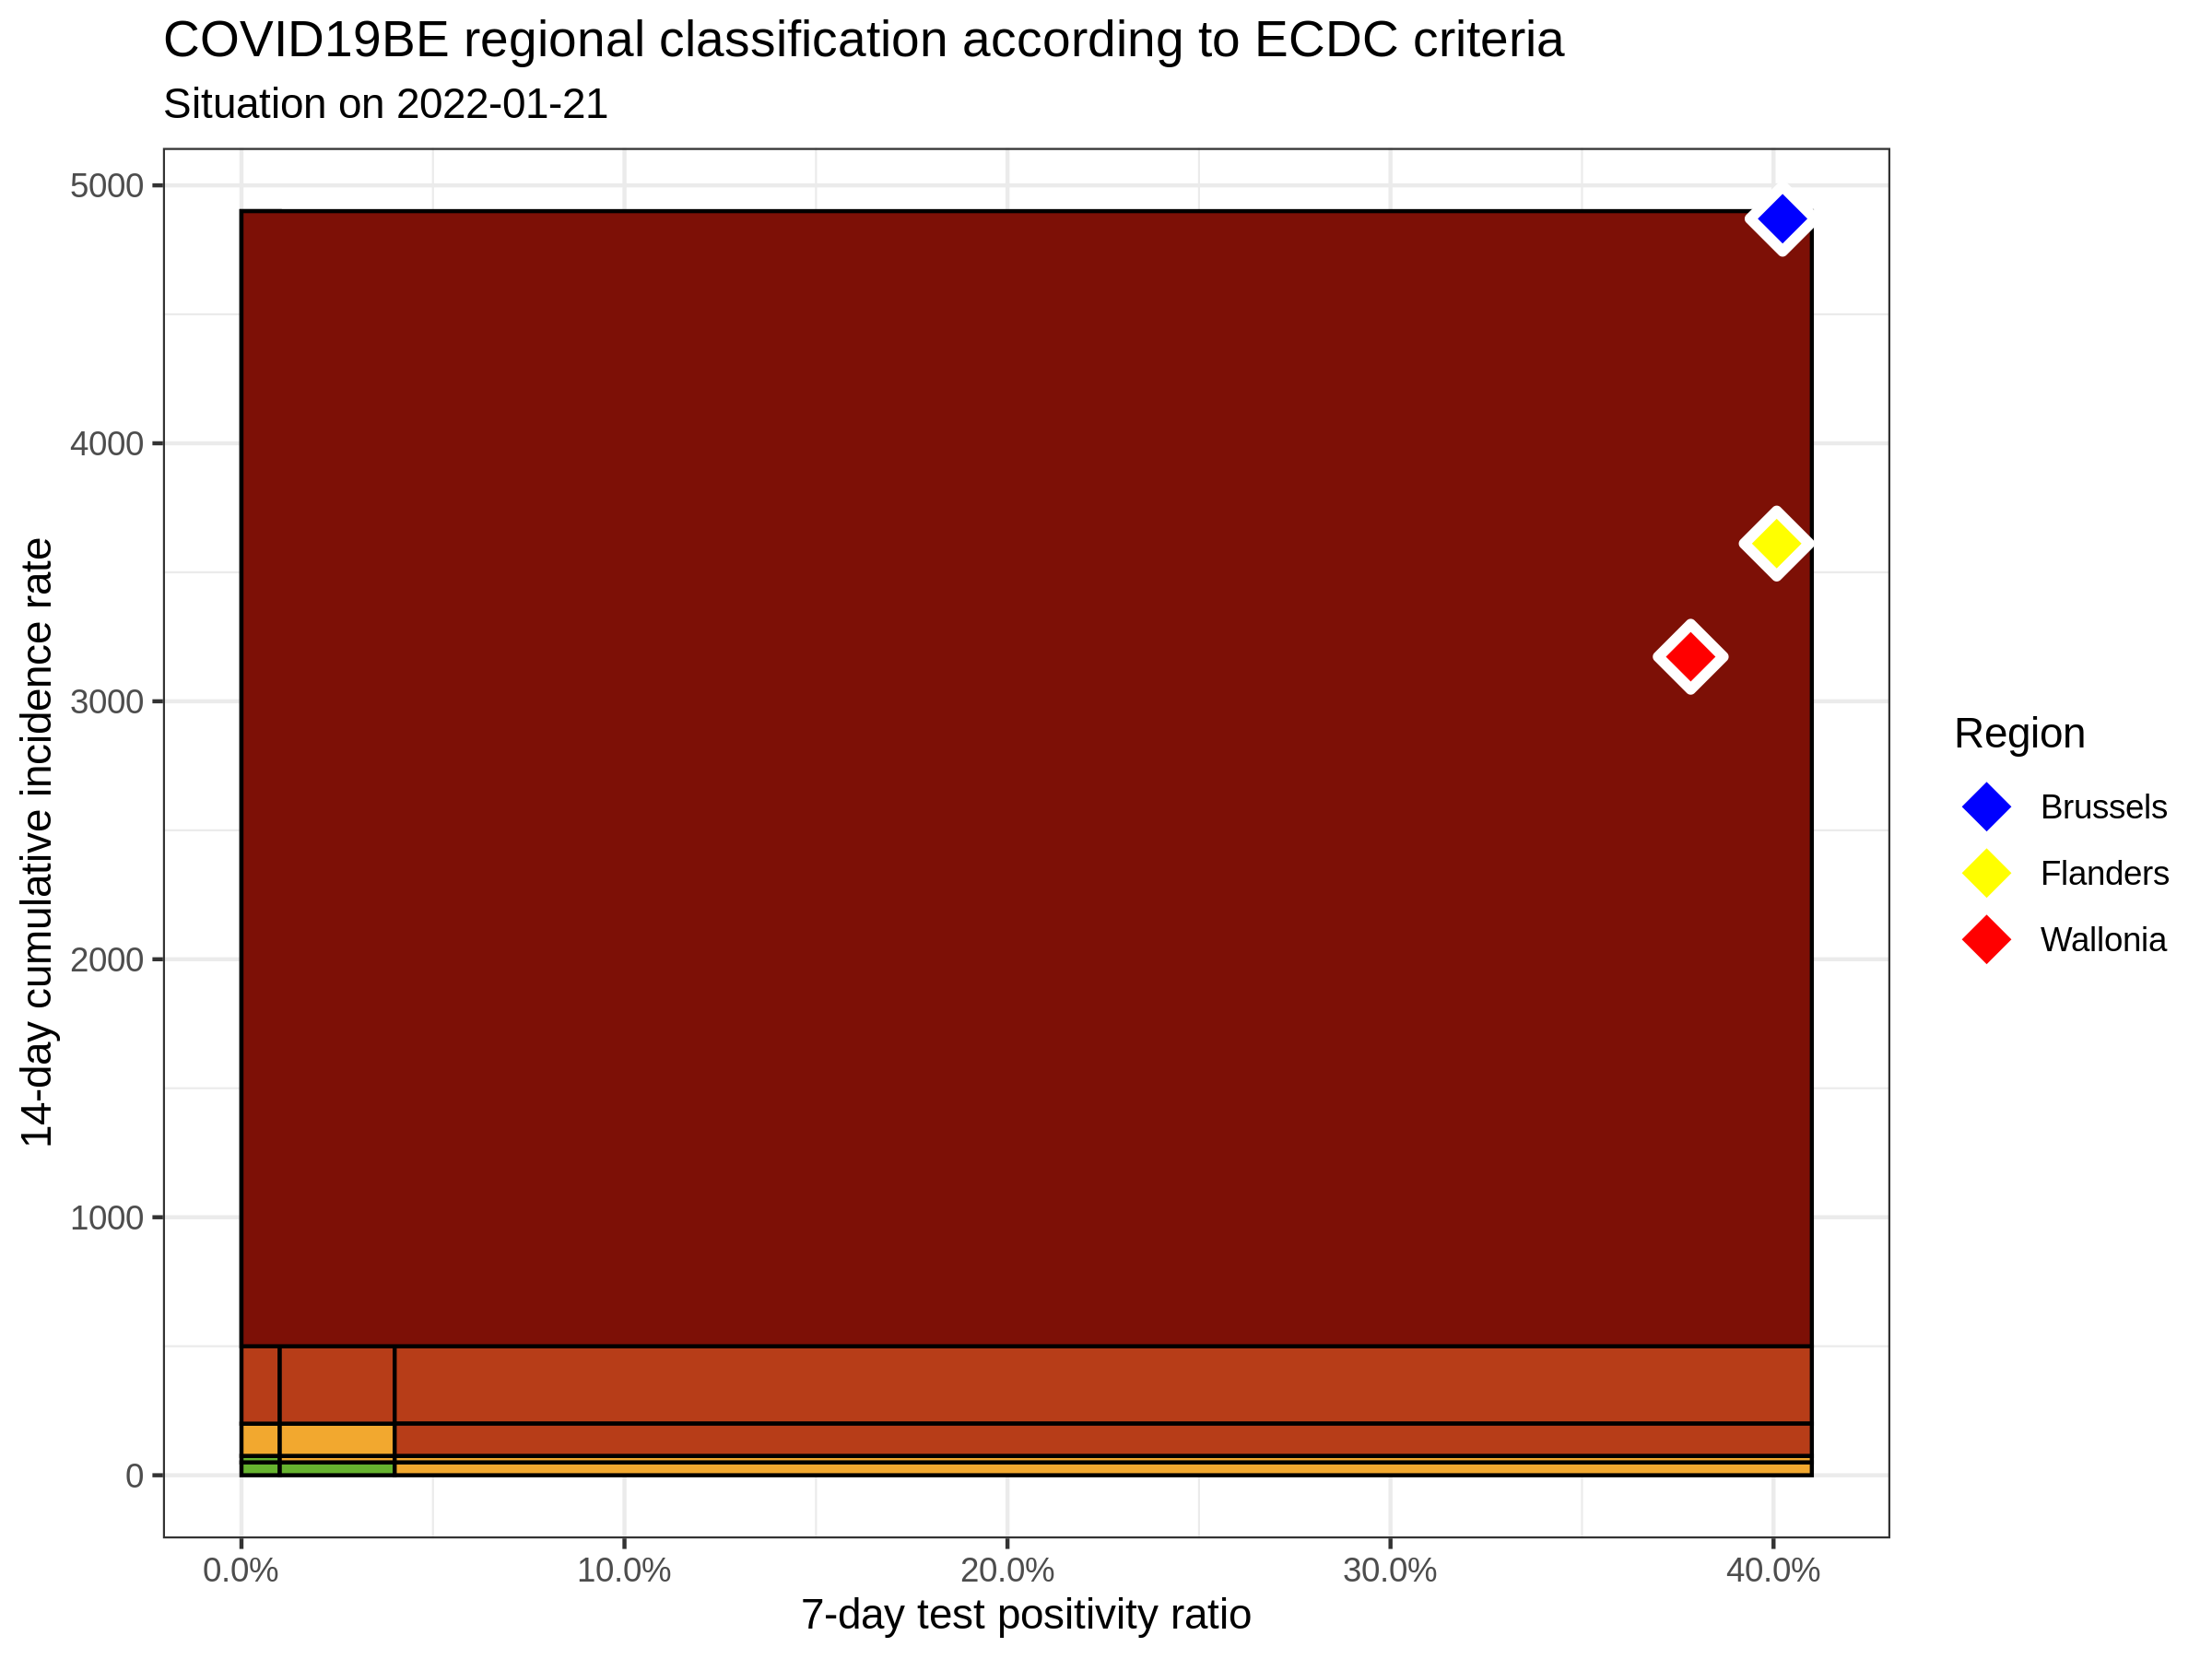 COVID19BE regional classification according to ECDC criteria
Situation on 2022-01-21
14-day cumulative incidence rate
5000
4000
3000
2000
1000
0
0.0%
10.0%
20.0%
30.0%
40.0%
7-day test positivity ratio
Region
Brussels
Flanders
Wallonia